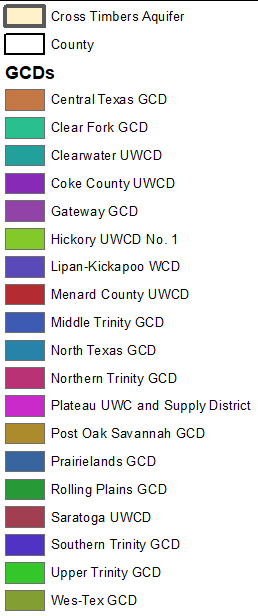 Cross Timbers Aquifer
County
GCDs
Central Texas GCD
Clear Fork GCD
Clearwater UWCD
Coke County UWCD
Gateway GCD
Hickory UWCD No. 1
Lipan-Kickapoo WCD
Menard County UWCD
Middle Trinity GCD
North Texas GCD
Northern Trinity GCD
Plateau UWC and Supply District
Post Oak Savannah GCD
Prairielands GCD
Rolling Plains GCD
Saratoga UWCD
Southern Trinity GCD
Upper Trinity GCD
Wes-Tex GCD